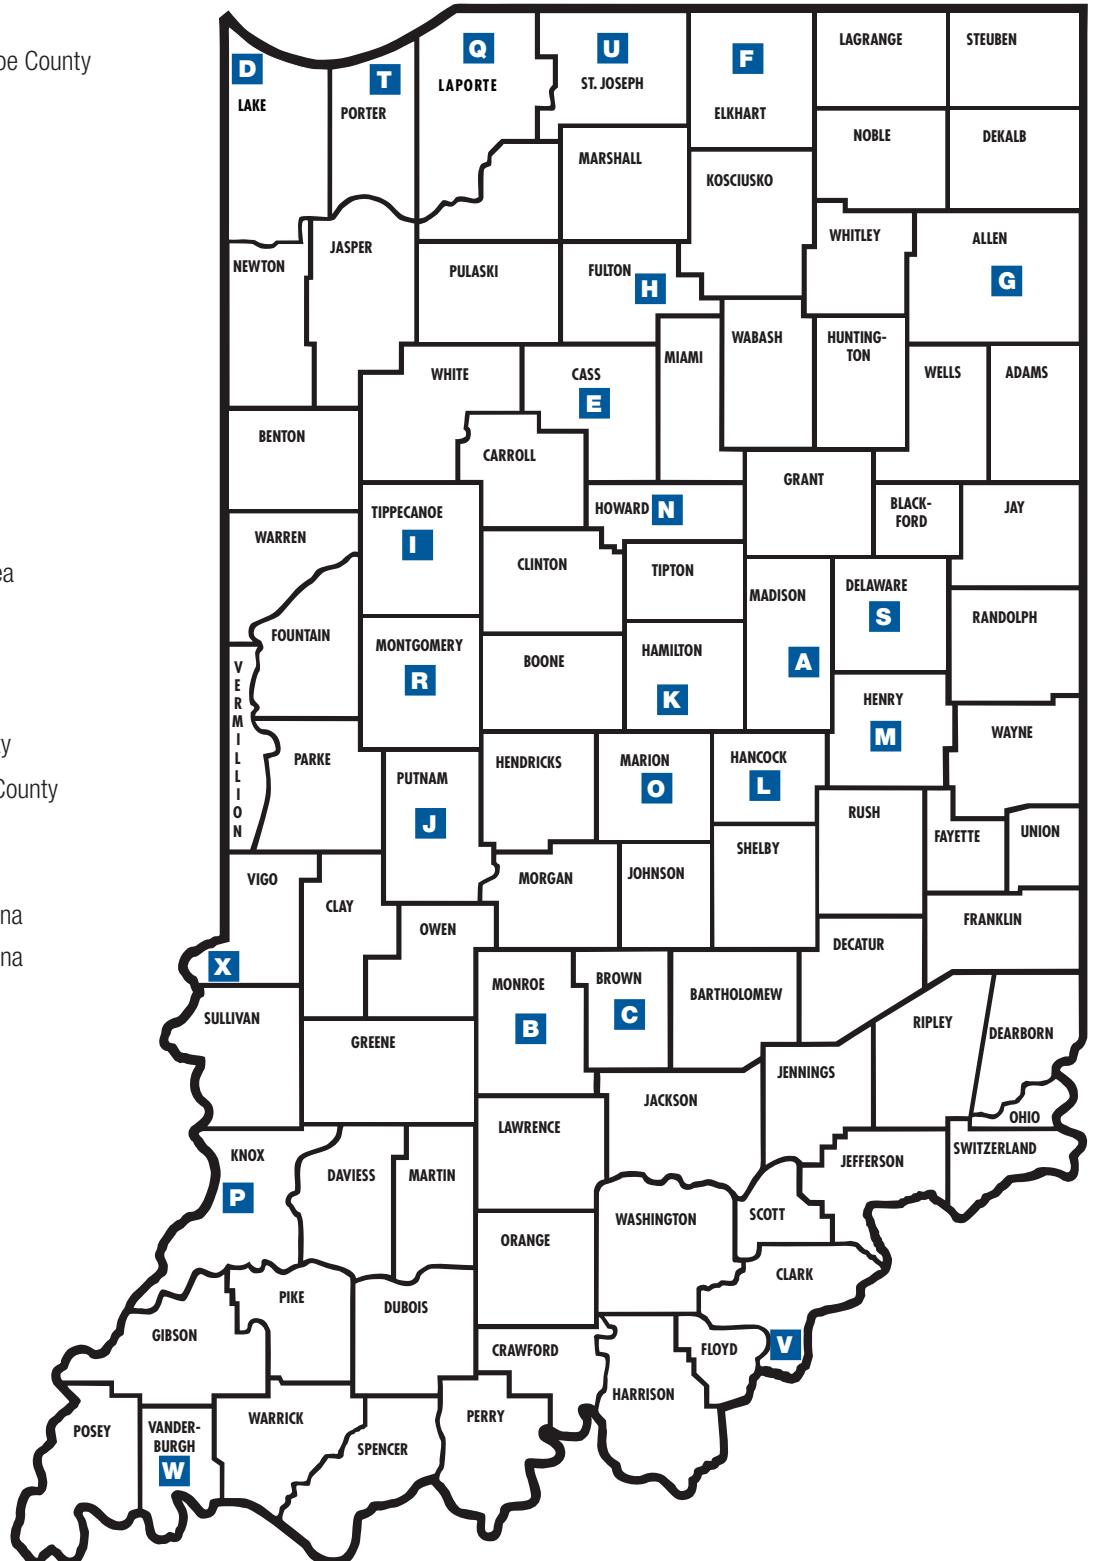 oe County
ea
ty
County
na
na
D
LAKE
T
PORTER
Q
LAPORTE
U
ST. JOSEPH
F
ELKHART
LAGRANGE
STEUBEN
NOBLE
DEKALB
MARSHALL
KOSCIUSKO
NEWTON
JASPER
PULASKI
FULTON
H
WHITLEY
ALLEN
G
WHITE
CASS
E
MIAMI
WABASH
HUNTING-
TON
WELLS
ADAMS
BENTON
CARROLL
GRANT
BLACK-
FORD
JAY
WARREN
TIPPECANOE
I
HOWARD
N
CLINTON
TIPTON
MADISON
A
DELAWARE
S
RANDOLPH
FOUNTAIN
MONTGOMERY
R
BOONE
HAMILTON
K
HENRY
M
WAYNE
VERMILLION
PARKE
PUTNAM
J
HENDRICKS
MARION
O
HANCOCK
L
RUSH
FAYETTE
UNION
VIGO
X
CLAY
MORGAN
JOHNSON
SHELBY
OWEN
DECATUR
FRANKLIN
SULLIVAN
GREENE
MONROE
B
BROWN
C
BARTHOLOMEW
RIPLEY
DEARBORN
JENNINGS
JACKSON
OHIO
LAWRENCE
KNOX
P
DAVIESS
MARTIN
JEFFERSON
SWITZERLAND
WASHINGTON
SCOTT
ORANGE
CLARK
V
PIKE
DUBOIS
GIBSON
CRAWFORD
FLOYD
HARRISON
POSEY
VANDER-
BURGH
W
WARRICK
SPENCER
PERRY